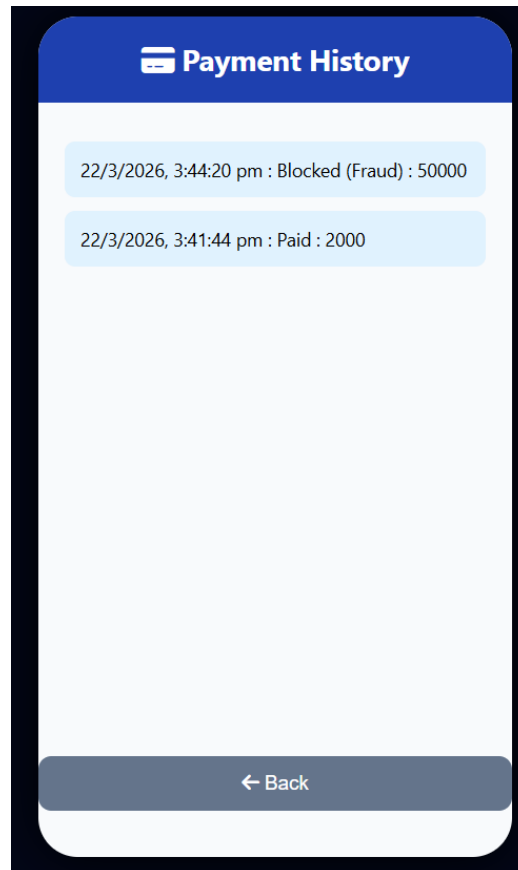 Payment History
22/3/2026, 3:44:20 pm : Blocked (Fraud) : 50000
22/3/2026, 3:41:44 pm : Paid : 2000
Back